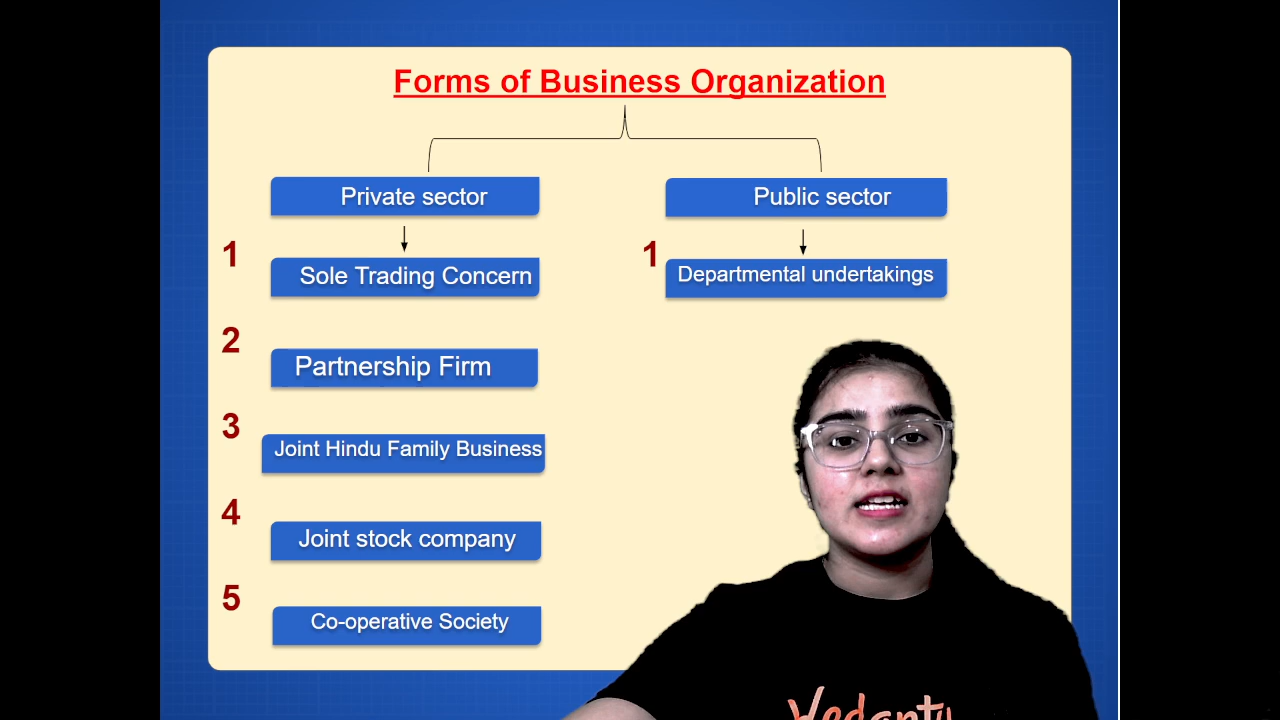 Forms of Business Organization
Private sector
Public sector
1
Sole Trading Concern
1
Departmental undertakings
2
Partnership Firm
3
Joint Hindu Family Business
4
Joint stock company
5
Co-operative Society